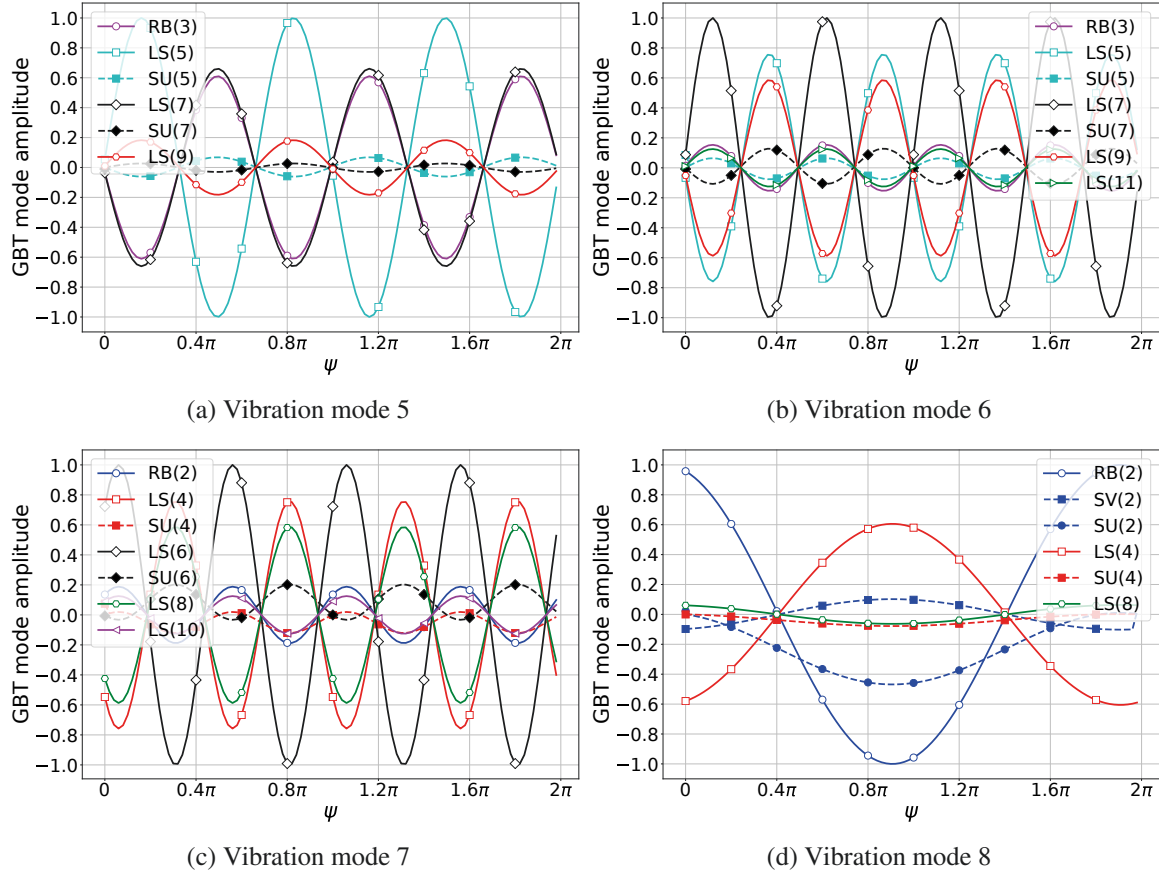 1.0
0.8
0.6
0.4
0.2
0.0
−0.2
−0.4
−0.6
−0.8
−1.0
GBT mode amplitude
RB(3)
LS(5)
SU(5)
LS(7)
SU(7)
LS(9)
0 0.4π 0.8π 1.2π 1.6π 2π
ψ
(a) Vibration mode 5
1.0
0.8
0.6
0.4
0.2
0.0
−0.2
−0.4
−0.6
−0.8
−1.0
GBT mode amplitude
RB(3)
LS(5)
SU(5)
LS(7)
SU(7)
LS(9)
LS(11)
0 0.4π 0.8π 1.2π 1.6π 2π
ψ
(b) Vibration mode 6
1.0
0.8
0.6
0.4
0.2
0.0
−0.2
−0.4
−0.6
−0.8
−1.0
GBT mode amplitude
RB(2)
LS(4)
SU(4)
LS(6)
SU(6)
LS(8)
LS(10)
0 0.4π 0.8π 1.2π 1.6π 2π
ψ
(c) Vibration mode 7
1.0
0.8
0.6
0.4
0.2
0.0
−0.2
−0.4
−0.6
−0.8
−1.0
GBT mode amplitude
RB(2)
SV(2)
SU(2)
LS(4)
SU(4)
LS(8)
0 0.4π 0.8π 1.2π 1.6π 2π
ψ
(d) Vibration mode 8